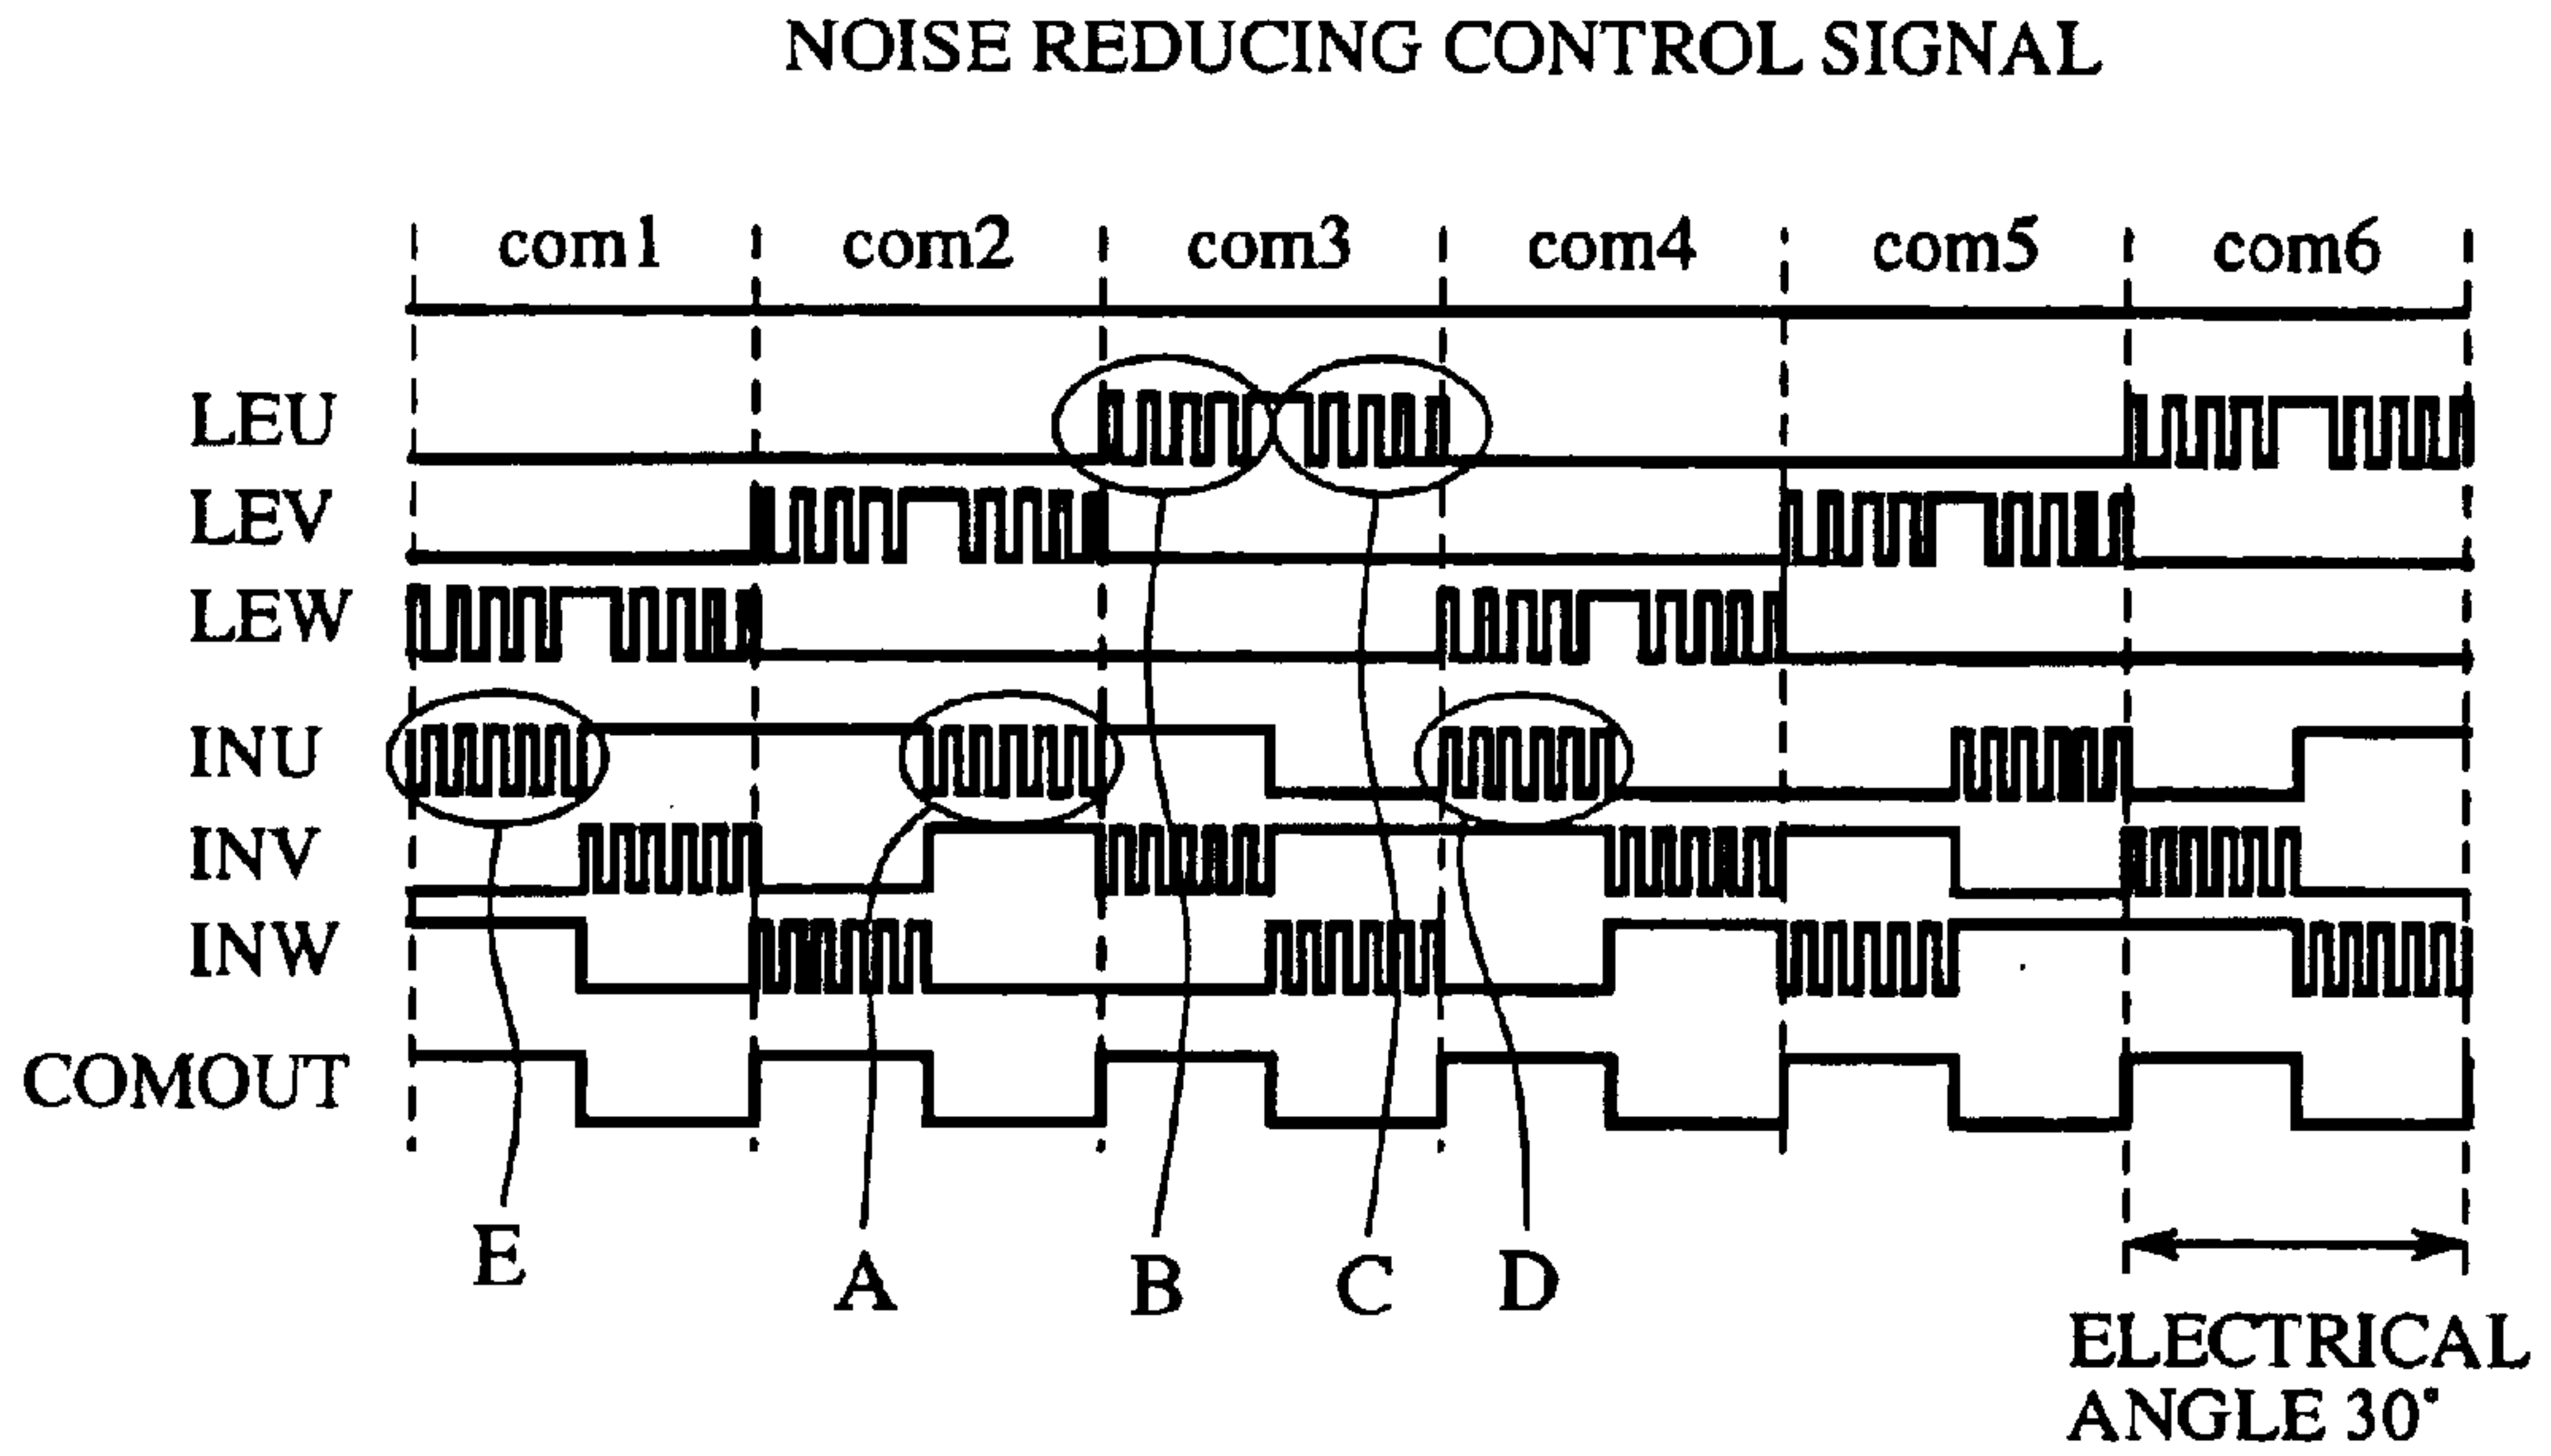 NOISE REDUCING CONTROL SIGNAL
com1 com2 com3 com4 com5 com6
LEU
LEV
LEW
INU
INV
INW
COMOUT
E A B C D
ELECTRICAL
ANGLE 30°